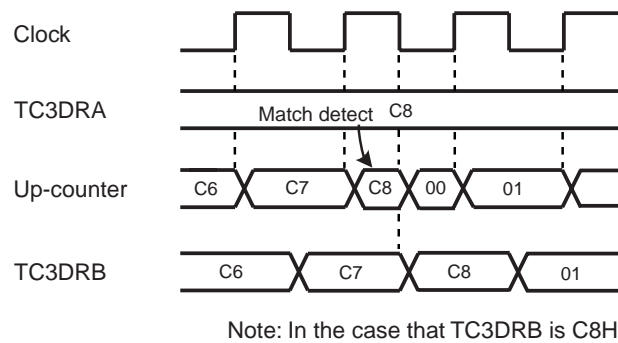 Clock
TC3DRA
Match detect C8
Up-counter C6 C7 C8 00 01
TC3DRB C6 C7 C8 01
Note: In the case that TC3DRB is C8H